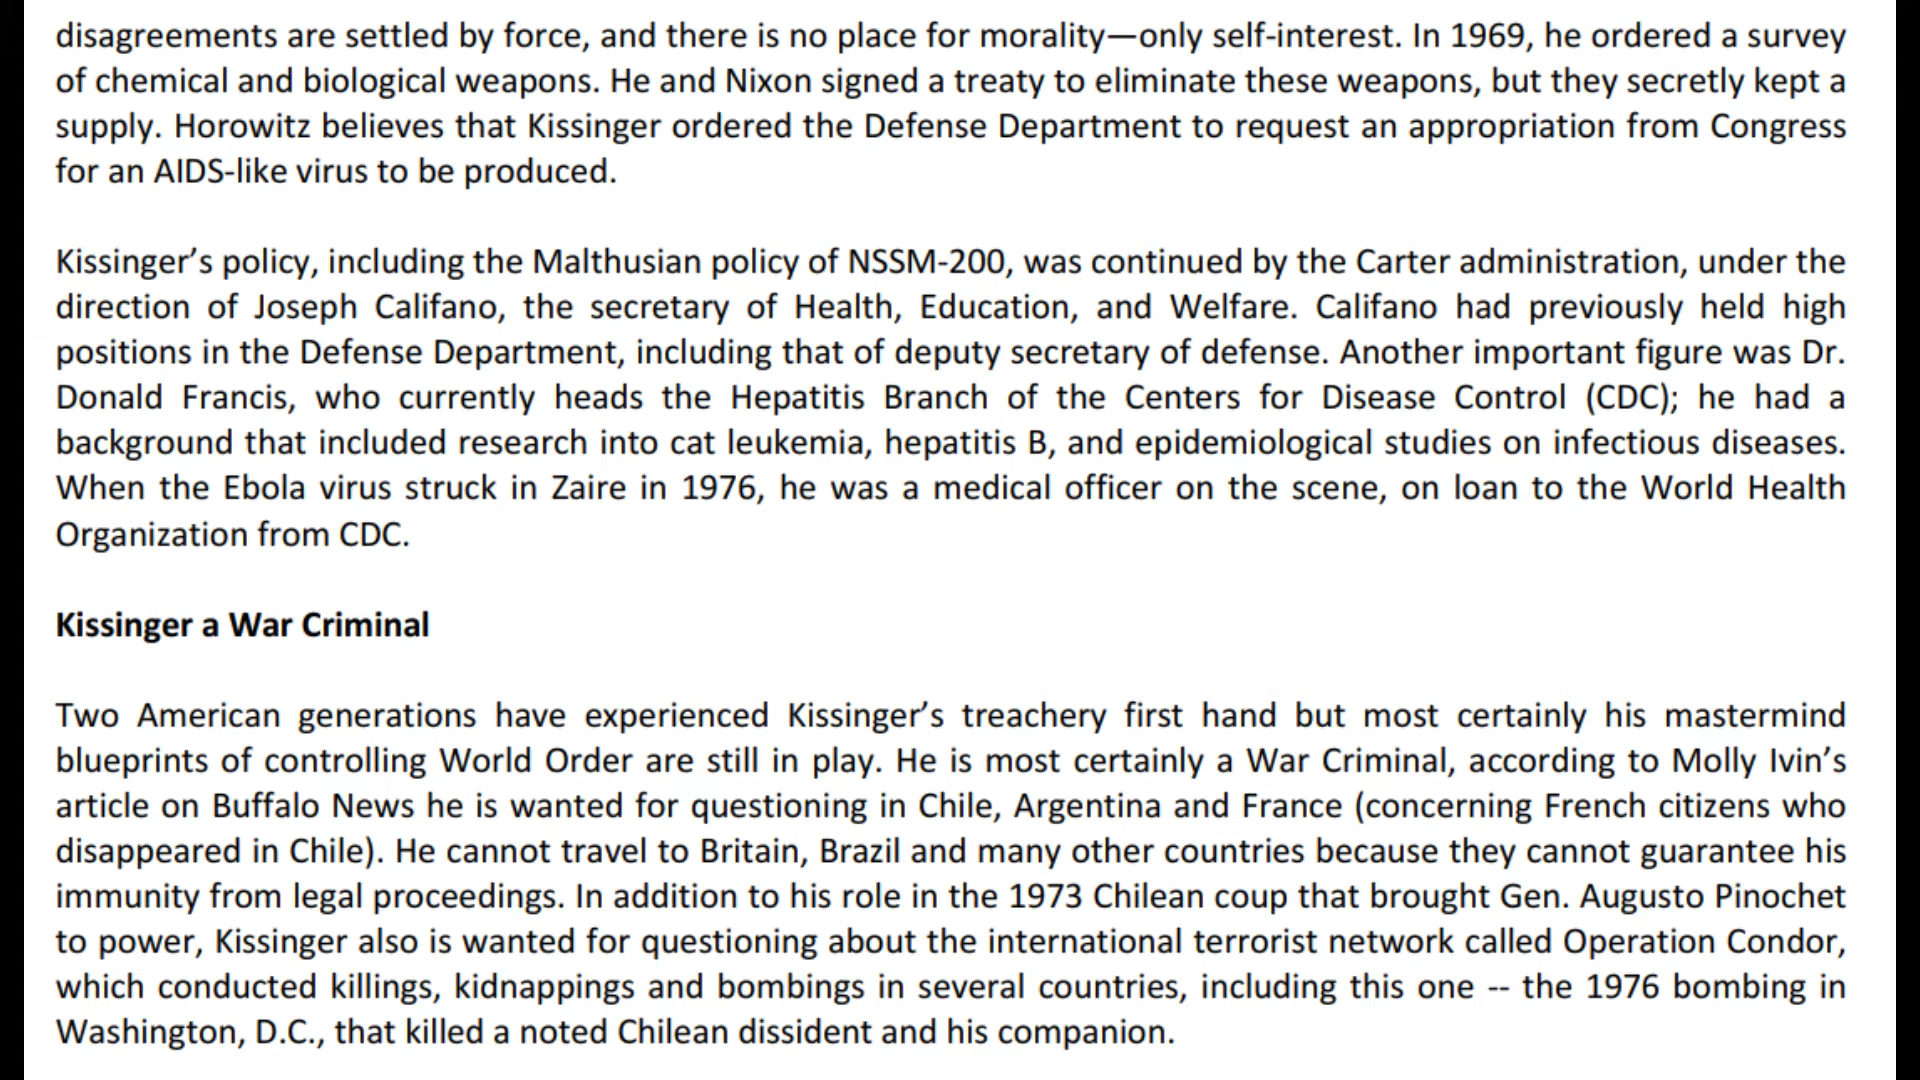 disagreements are settled by force, and there is no place for morality—only self-interest. In 1969, he ordered a survey
of chemical and biological weapons. He and Nixon signed a treaty to eliminate these weapons, but they secretly kept a
supply. Horowitz believes that Kissinger ordered the Defense Department to request an appropriation from Congress
for an AIDS-like virus to be produced.
Kissinger’s policy, including the Malthusian policy of NSSM-200, was continued by the Carter administration, under the
direction of Joseph Califano, the secretary of Health, Education, and Welfare. Califano had previously held high
positions in the Defense Department, including that of deputy secretary of defense. Another important figure was Dr.
Donald Francis, who currently heads the Hepatitis Branch of the Centers for Disease Control (CDC); he had a
background that included research into cat leukemia, hepatitis B, and epidemiological studies on infectious diseases.
When the Ebola virus struck in Zaire in 1976, he was a medical officer on the scene, on loan to the World Health
Organization from CDC.
Kissinger a War Criminal
Two American generations have experienced Kissinger’s treachery first hand but most certainly his mastermind
blueprints of controlling World Order are still in play. He is most certainly a War Criminal, according to Molly Ivin’s
article on Buffalo News he is wanted for questioning in Chile, Argentina and France (concerning French citizens who
disappeared in Chile). He cannot travel to Britain, Brazil and many other countries because they cannot guarantee his
immunity from legal proceedings. In addition to his role in the 1973 Chilean coup that brought Gen. Augusto Pinochet
to power, Kissinger also is wanted for questioning about the international terrorist network called Operation Condor,
which conducted killings, kidnappings and bombings in several countries, including this one -- the 1976 bombing in
Washington, D.C., that killed a noted Chilean dissident and his companion.